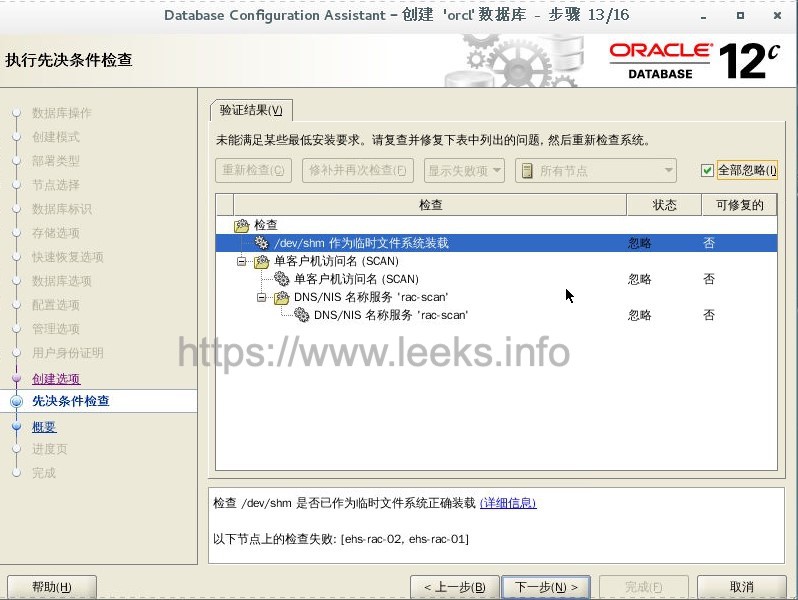 Database Configuration Assistant – 创建 'orcl' 数据库 - 步骤 13/16
执行先决条件检查
ORACLE
DATABASE
12c
数据库操作
创建模式
部署类型
节点选择
数据库标识
存储选项
快速恢复选项
数据库选项
配置选项
管理选项
用户身份证明
创建选项
先决条件检查
概要
进度页
完成
验证结果(V)
未能满足某些最低安装要求。请复查并修复下表中列出的问题, 然后重新检查系统。
重新检查(C) 修补并再次检查(F) 显示失败项 所有节点 全部忽略(I)
检查 状态 可修复的
检查
/dev/shm 作为临时文件系统装载 忽略 否
单客户机访问名 (SCAN)
单客户机访问名 (SCAN) 忽略 否
DNS/NIS 名称服务 'rac-scan'
DNS/NIS 名称服务 'rac-scan' 忽略 否
https://www.leeks.info
检查 /dev/shm 是否已作为临时文件系统正确装载 (详细信息)
以下节点上的检查失败: [ehs-rac-02, ehs-rac-01]
帮助(H) < 上一步(B) 下一步(N) > 完成(F) 取消